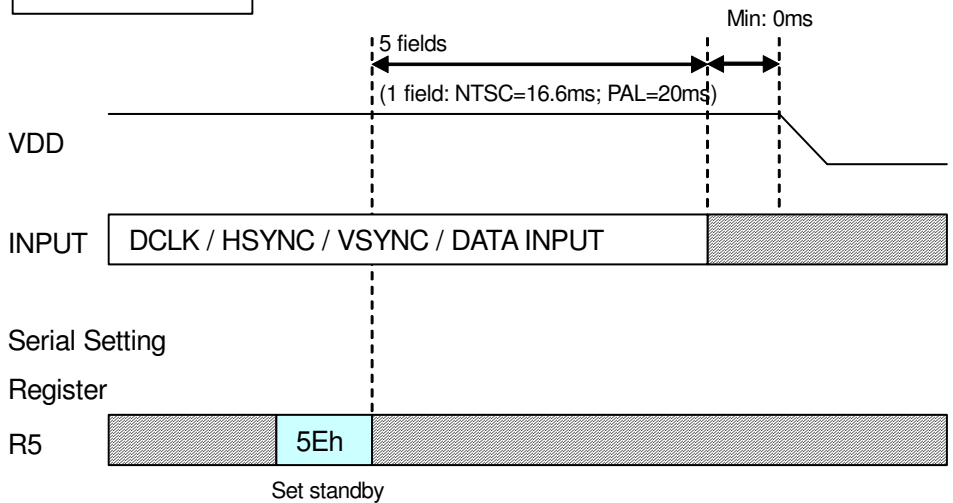 Min: 0ms
5 fields
(1 field: NTSC=16.6ms; PAL=20ms)
VDD
INPUT DCLK / HSYNC / VSYNC / DATA INPUT
Serial Setting
Register
R5 5Eh
Set standby